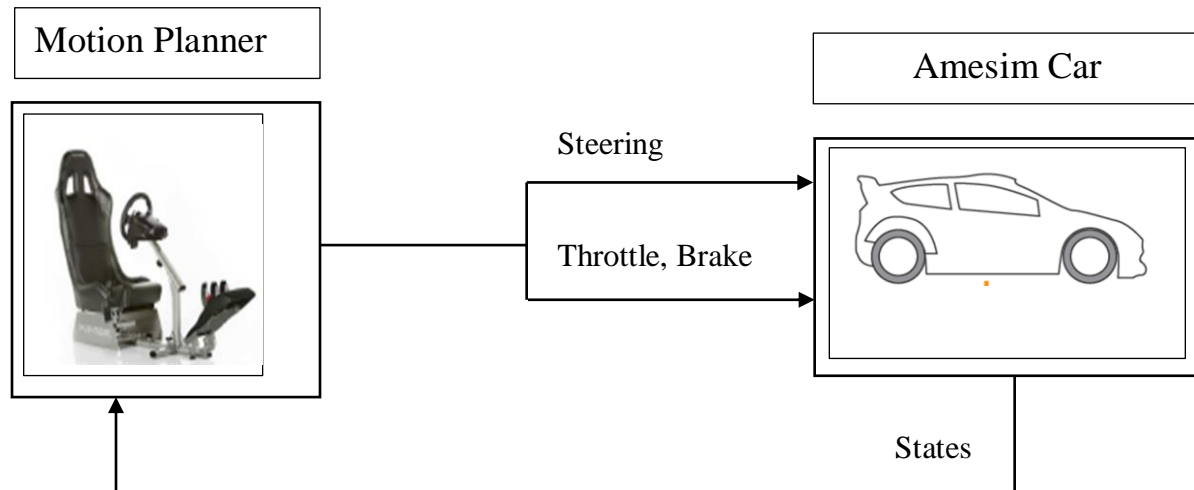 Motion Planner
Amesim Car
Steering
Throttle, Brake
States